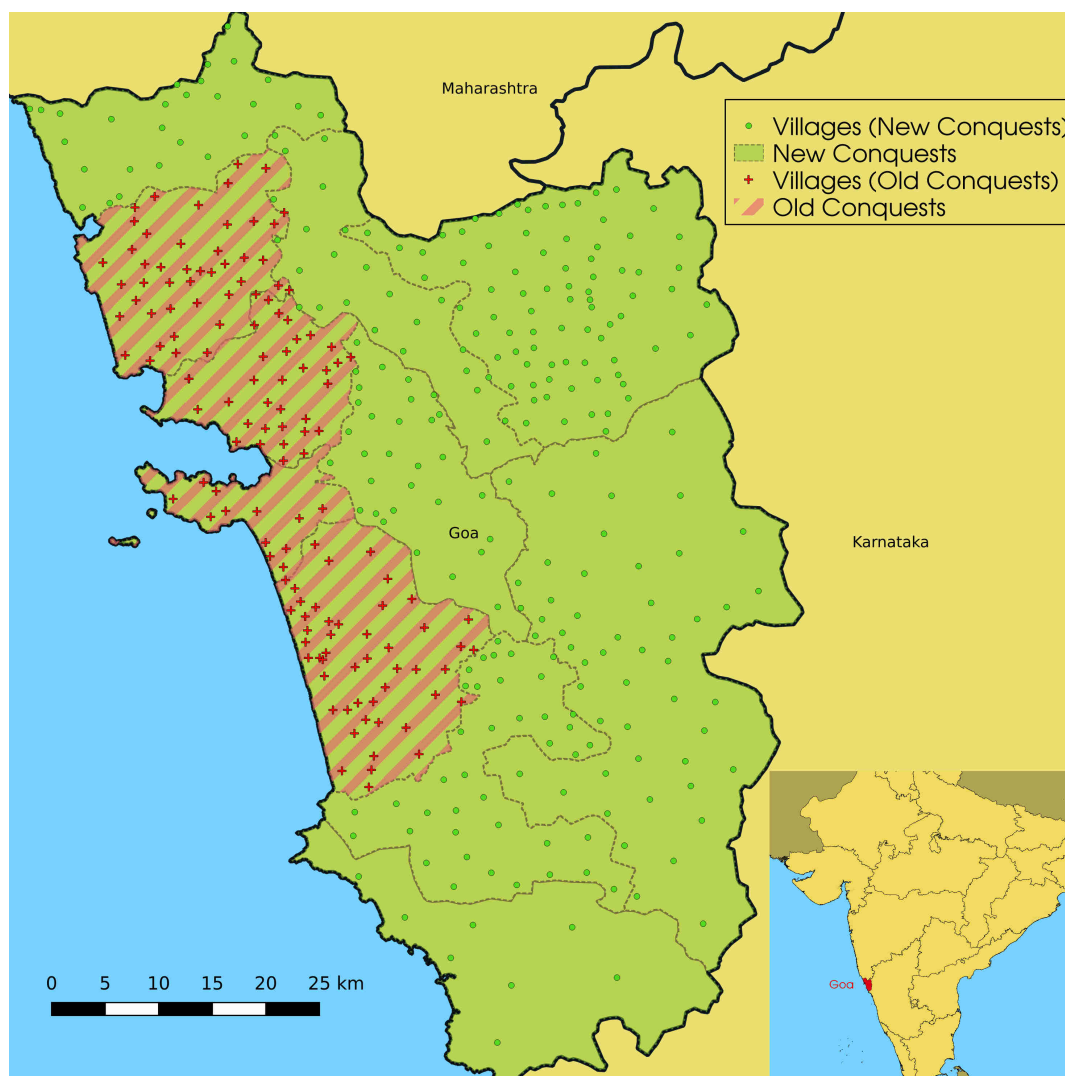 Maharashtra
Villages (New Conquests)
New Conquests
Villages (Old Conquests)
Old Conquests
Goa
Karnataka
0 5 10 15 20 25 km
Goa